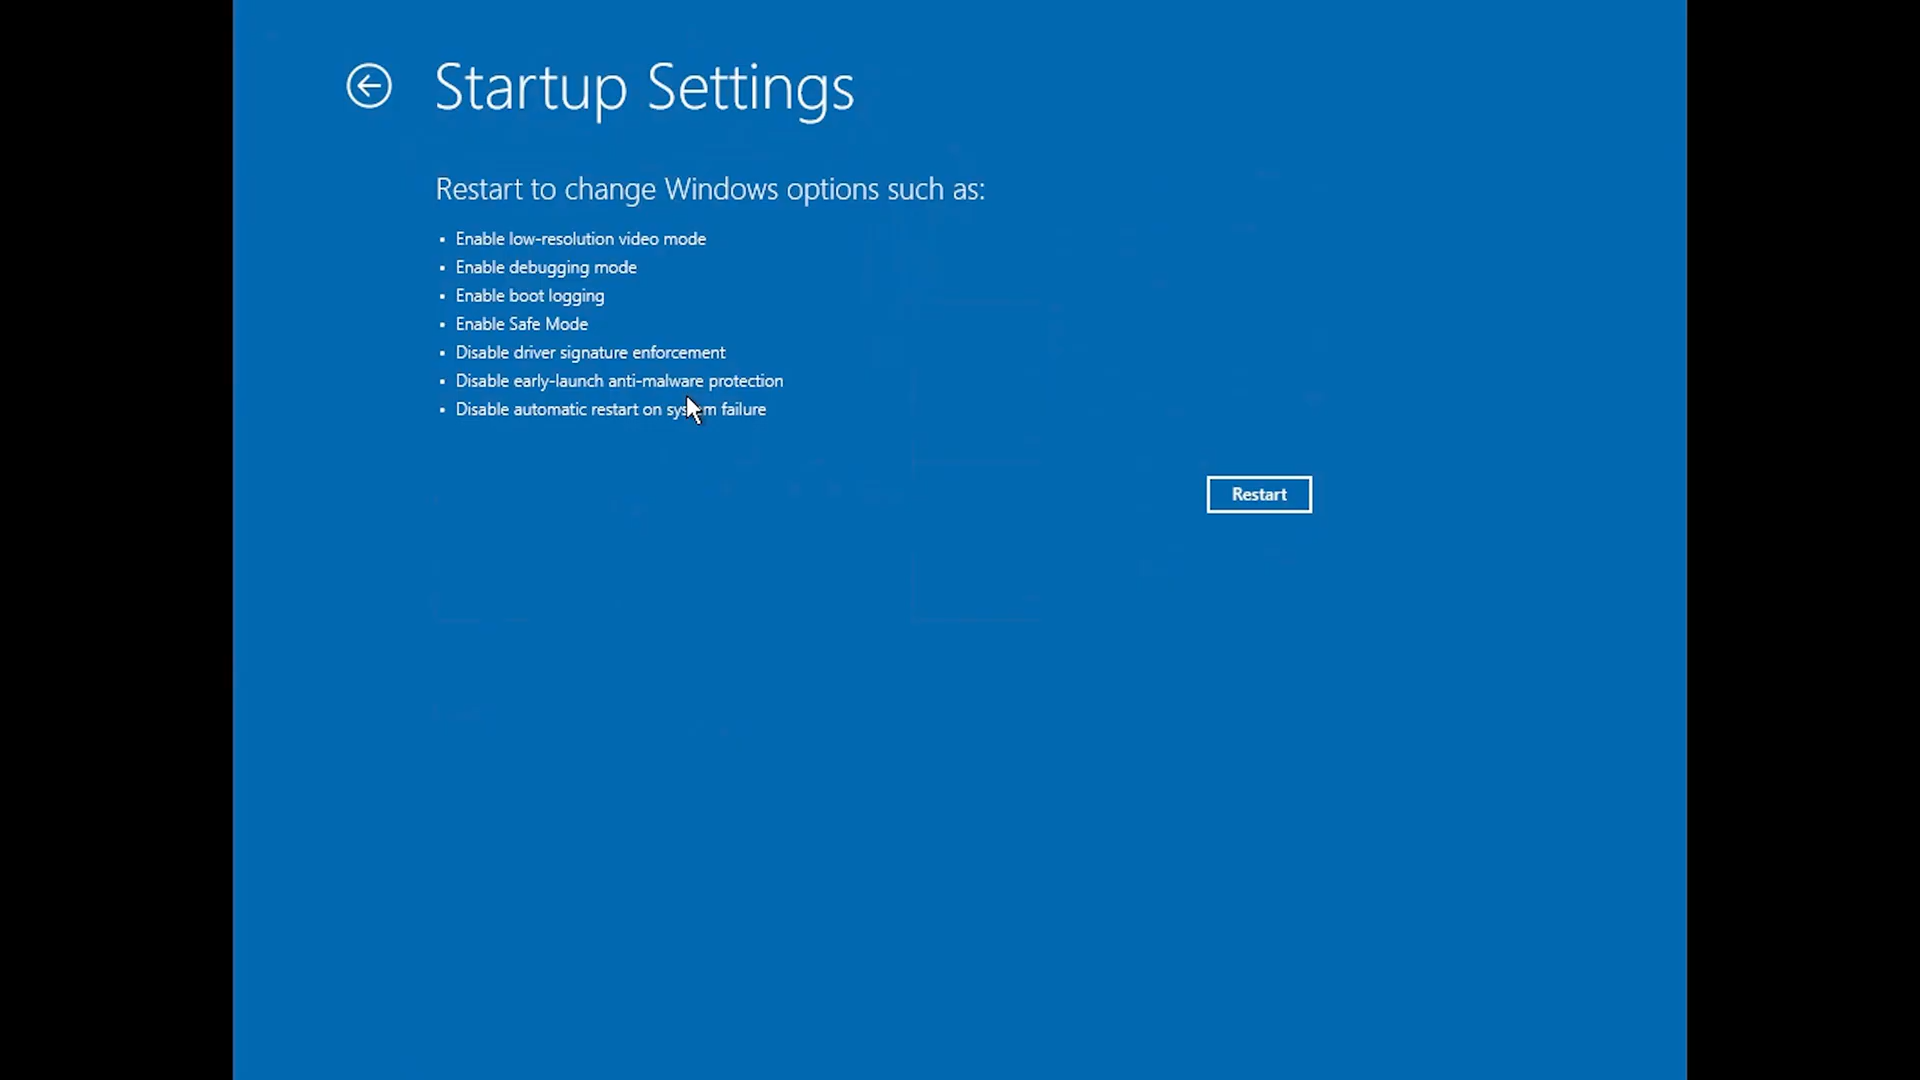 Startup Settings
Restart to change Windows options such as:
Enable low-resolution video mode
Enable debugging mode
Enable boot logging
Enable Safe Mode
Disable driver signature enforcement
Disable early-launch anti-malware protection
Disable automatic restart on system failure
Restart